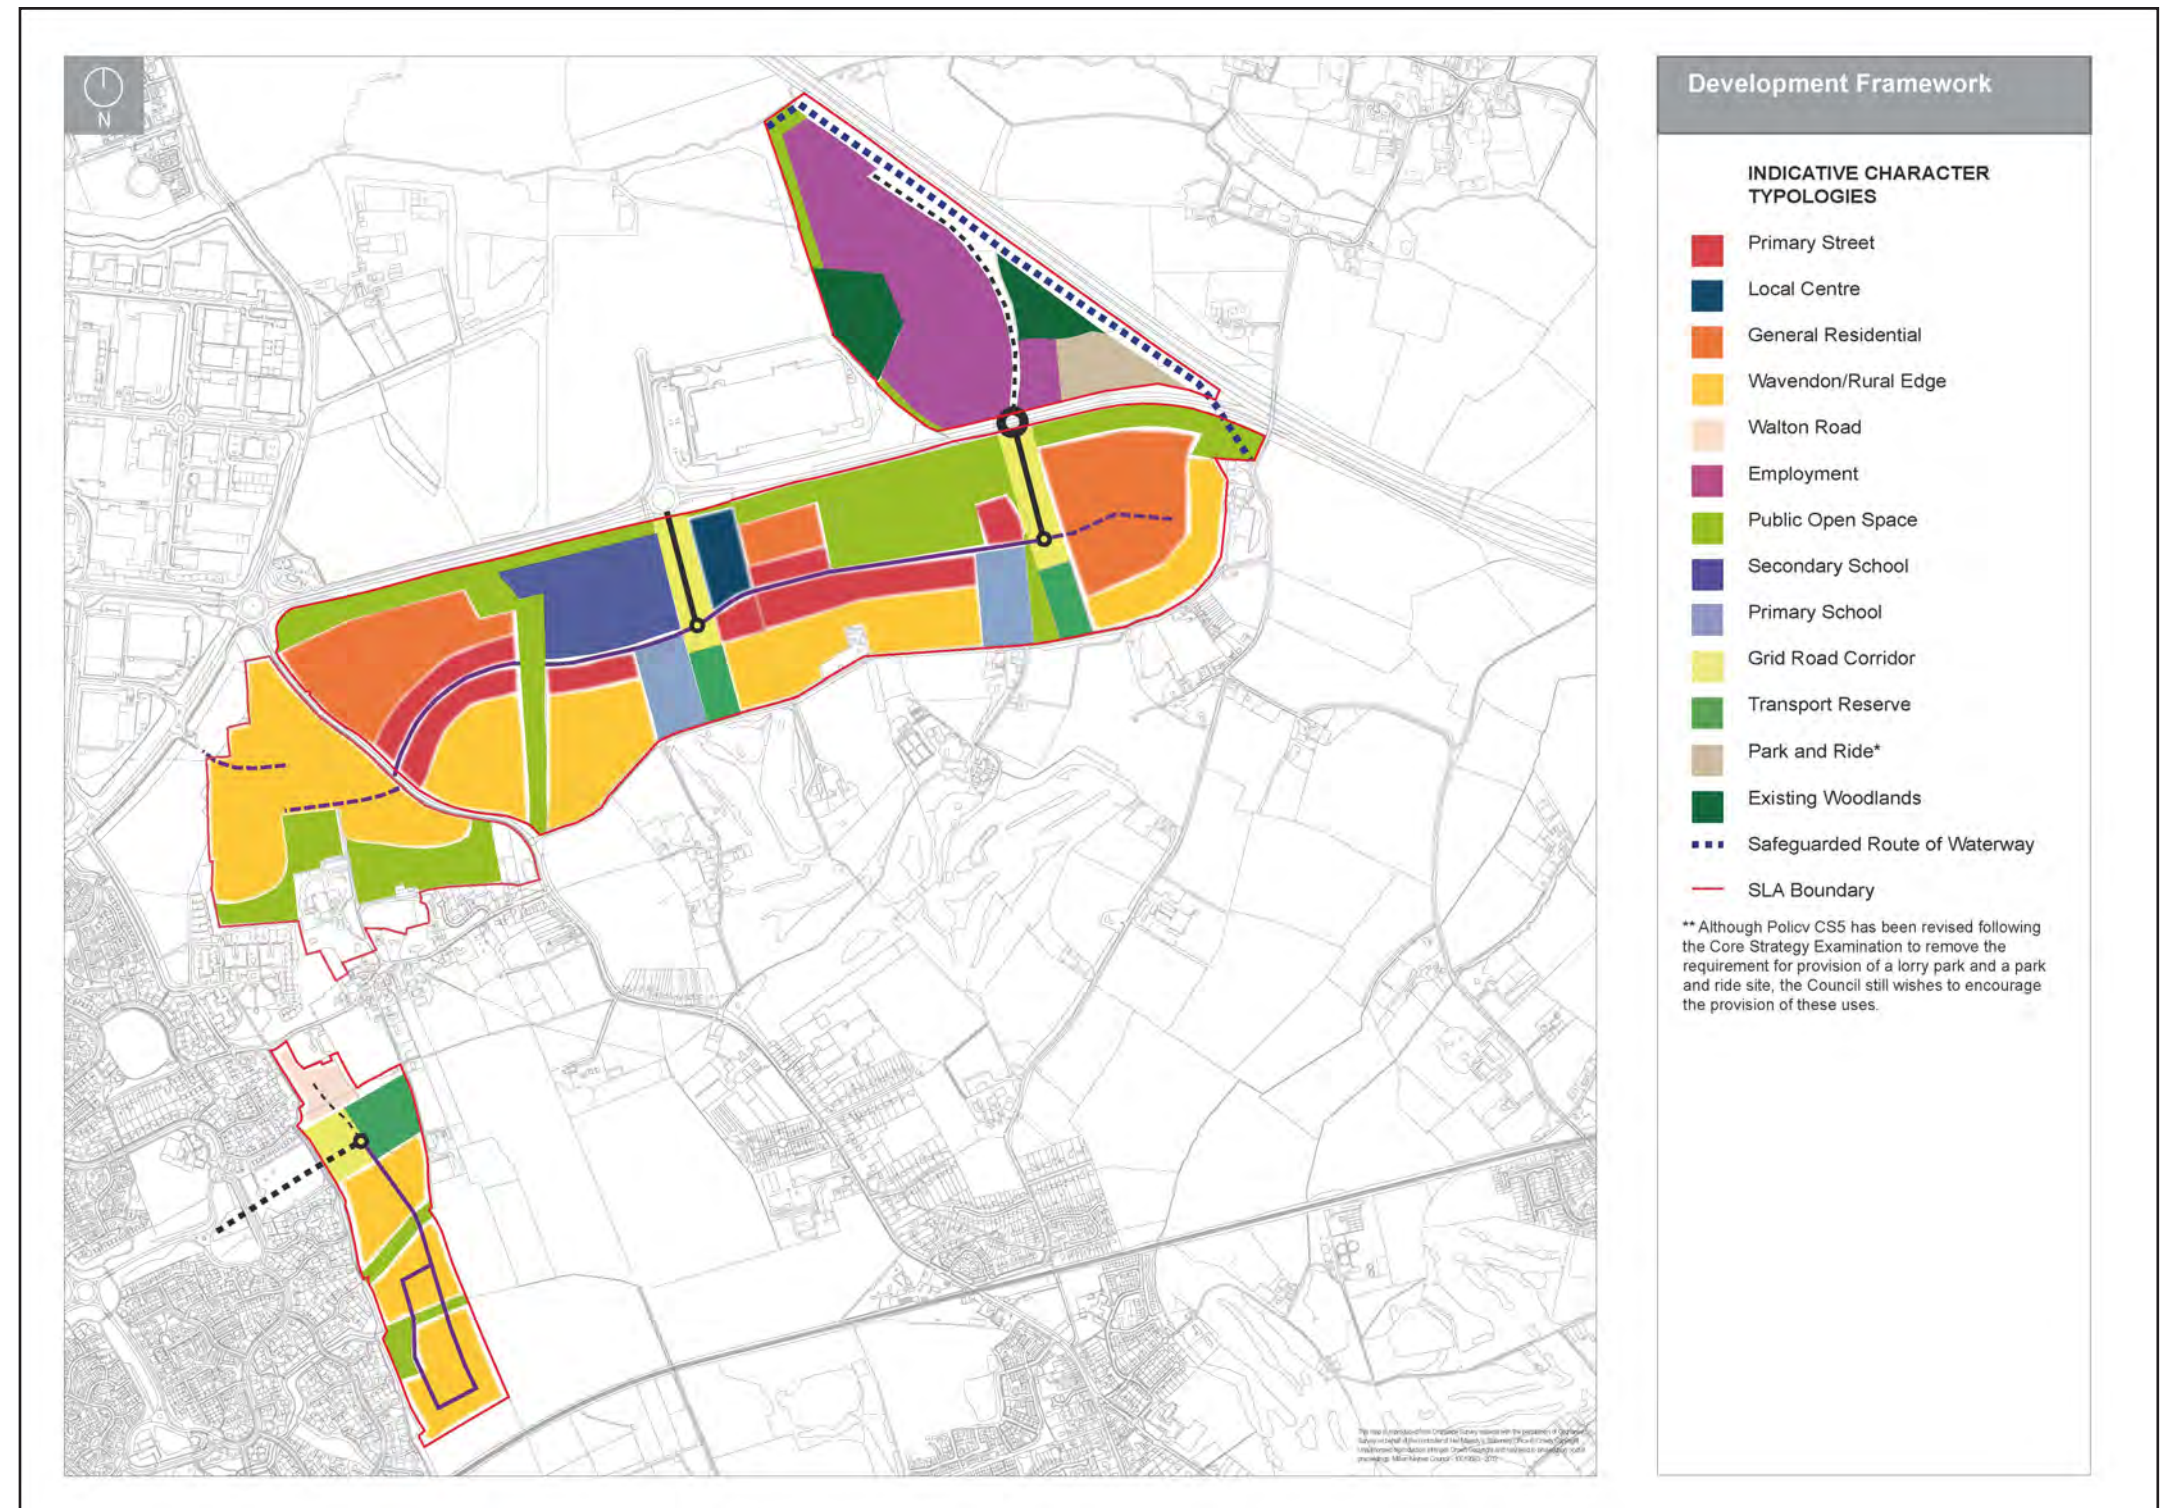 N
Development Framework
INDICATIVE CHARACTER
TYPOLOGIES
Primary Street
Local Centre
General Residential
Wavendon/Rural Edge
Walton Road
Employment
Public Open Space
Secondary School
Primary School
Grid Road Corridor
Transport Reserve
Park and Ride*
Existing Woodlands
Safeguarded Route of Waterway
SLA Boundary
** Although Policy CS5 has been revised following
the Core Strategy Examination to remove the
requirement for provision of a lorry park and a park
and ride site, the Council still wishes to encourage
the provision of these uses.